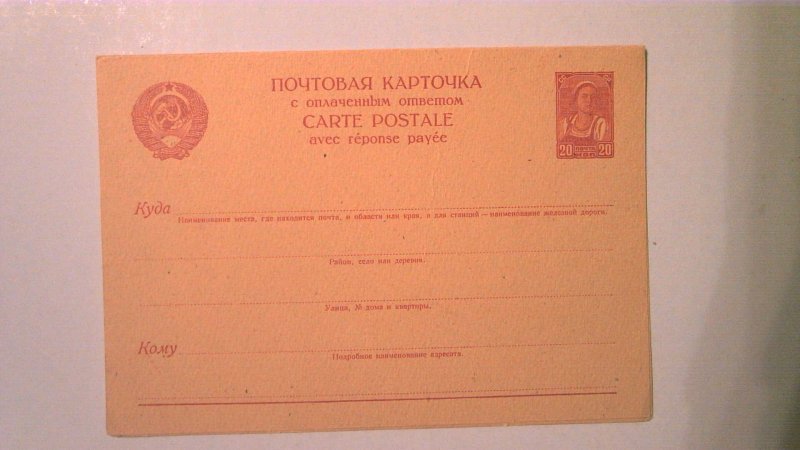 ПОЧТОВАЯ КАРТОЧКА
с оплаченным ответом
CARTE POSTALE
avec réponse payée
20 20
Куда
Наименование места, где находится почта, и области или края, а для станций — наименование железной дороги.
Район, село или деревня.
Улица, № дома и квартиры.
Кому
Подробное наименование адресата.